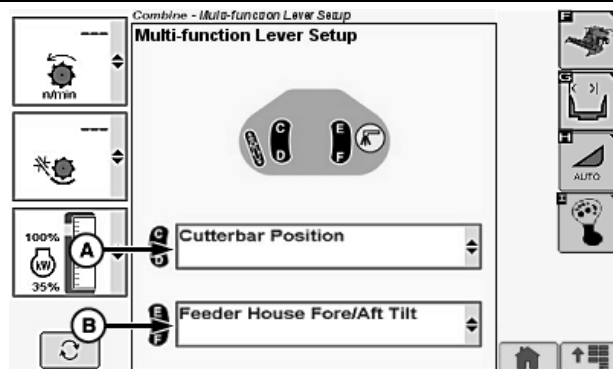 Combine - Multi-function Lever Setup
Multi-function Lever Setup
---
n/min
---
100%
kW
35%
C
D
E
F
C
D
A
Cutterbar Position
E
F
B
Feeder House Fore/Aft Tilt
F
G
H
AUTO
I